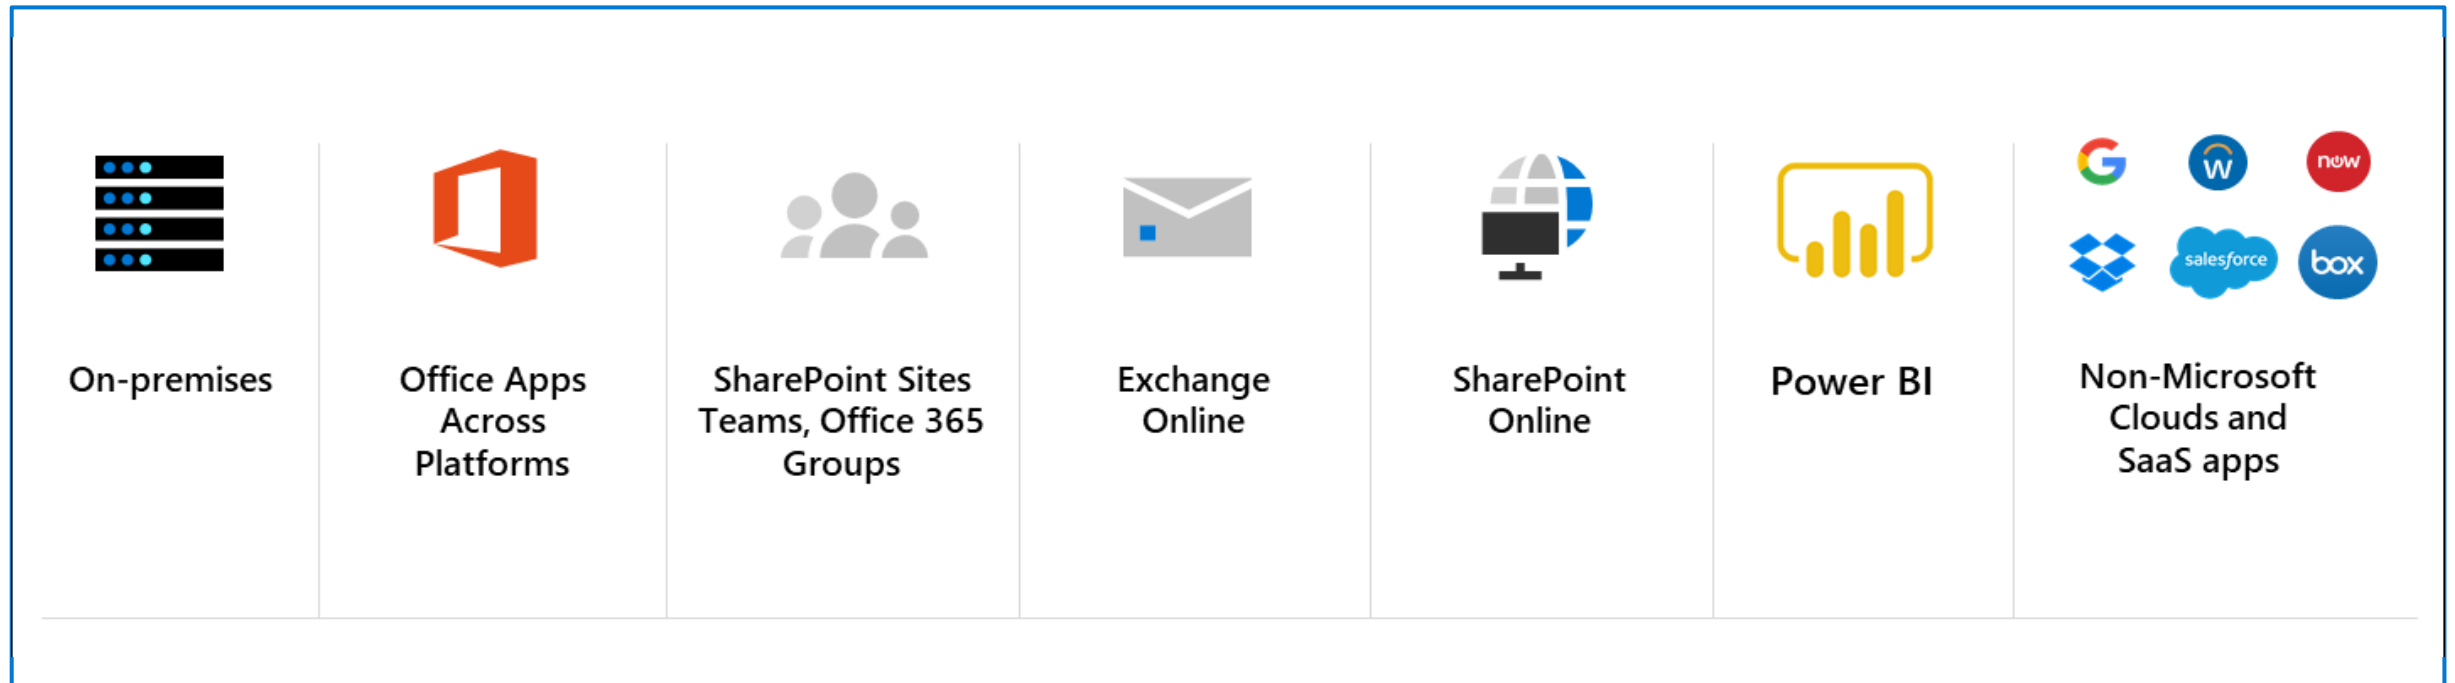 On-premises
Office Apps
Across
Platforms
SharePoint Sites
Teams, Office 365
Groups
Exchange
Online
SharePoint
Online
Power BI
G
W
now
salesforce
box
Non-Microsoft
Clouds and
SaaS apps